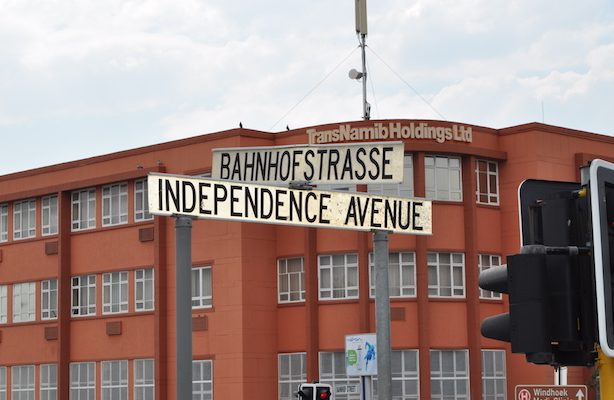 TransNamib Holdings Ltd
BAHNHOFSTRASSE
INDEPENDENCE AVENUE
H Windhoek